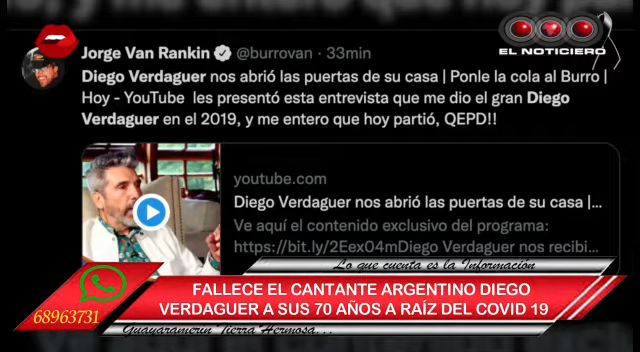 EL NOTICIERO
Jorge Van Rankin @burrovan · 33min
Diego Verdaguer nos abrió las puertas de su casa | Ponle la cola al Burro |
Hoy - YouTube les presentó esta entrevista que me dio el gran Diego
Verdaguer en el 2019, y me entero que hoy partió, QEPD!!
youtube.com
Diego Verdaguer nos abrió las puertas de su casa |...
Ve aquí el contenido exclusivo del programa:
https://bit.ly/2Eex04mDiego Verdaguer nos recibi...
Lo que cuenta es la Información
FALLECE EL CANTANTE ARGENTINO DIEGO
VERDAGUER A SUS 70 AÑOS A RAÍZ DEL COVID 19
68963731
Guayaramerin Tierra Hermosa...